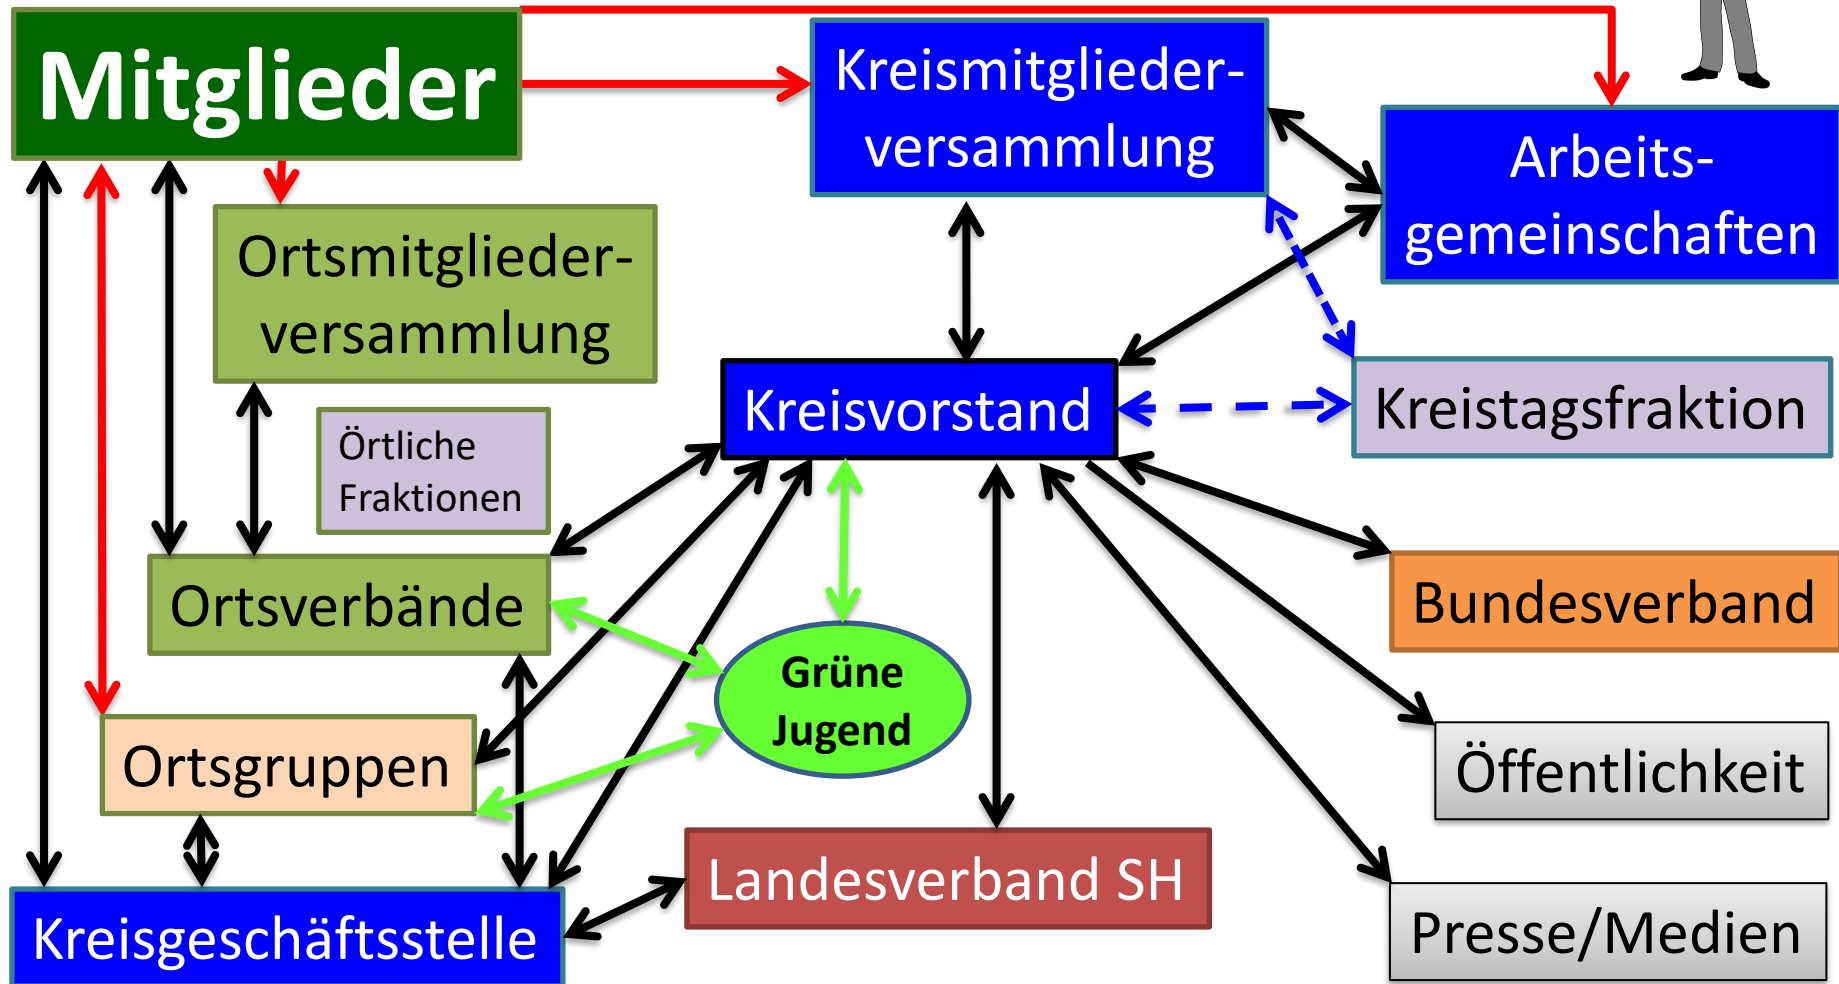 Mitglieder
Kreismitglieder-
versammlung
Arbeits-
gemeinschaften
Ortsmitglieder-
versammlung
Kreisvorstand
Kreistagsfraktion
Örtliche
Fraktionen
Ortsverbände
Bundesverband
Grüne
Jugend
Ortsgruppen
Öffentlichkeit
Landesverband SH
Kreisgeschäftsstelle
Presse/Medien